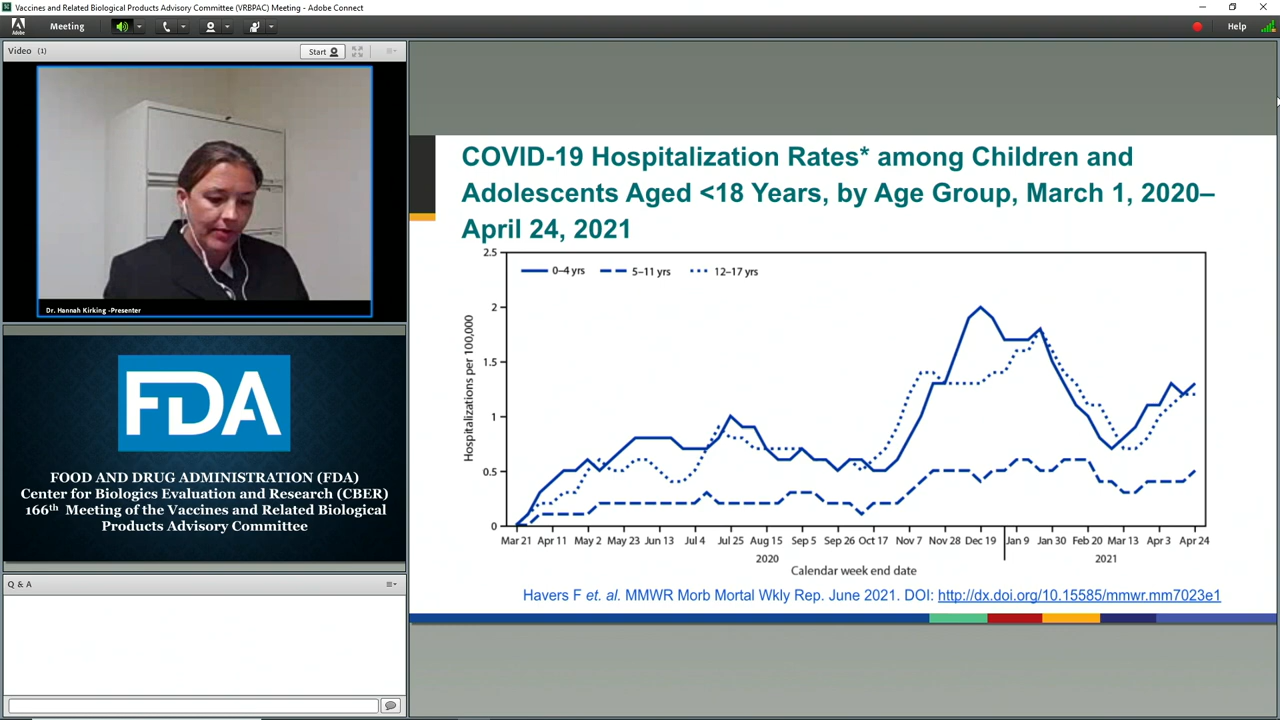 Vaccines and Related Biological Products Advisory Committee (VRBPAC) Meeting - Adobe Connect
Adobe
Meeting
Help
Video (1)
Start
Dr. Hannah Kirking -Presenter
FDA
FOOD AND DRUG ADMINISTRATION (FDA)
Center for Biologics Evaluation and Research (CBER)
166th Meeting of the Vaccines and Related Biological
Products Advisory Committee
Q & A
COVID-19 Hospitalization Rates* among Children and
Adolescents Aged <18 Years, by Age Group, March 1, 2020–
April 24, 2021
0–4 yrs 5–11 yrs 12–17 yrs
Hospitalizations per 100,000
2.5
2
1.5
1
0.5
0
Mar 21 Apr 11 May 2 May 23 Jun 13 Jul 4 Jul 25 Aug 15 Sep 5 Sep 26 Oct 17 Nov 7 Nov 28 Dec 19 Jan 9 Jan 30 Feb 20 Mar 13 Apr 3 Apr 24
2020 2021
Calendar week end date
Havers F et. al. MMWR Morb Mortal Wkly Rep. June 2021. DOI: http://dx.doi.org/10.15585/mmwr.mm7023e1